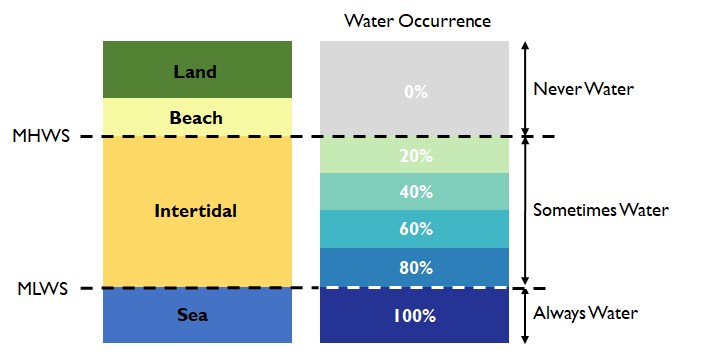 Water Occurrence
Land
0%
Never Water
Beach
MHWS
20%
40%
Intertidal
Sometimes Water
60%
80%
MLWS
Sea
100%
Always Water